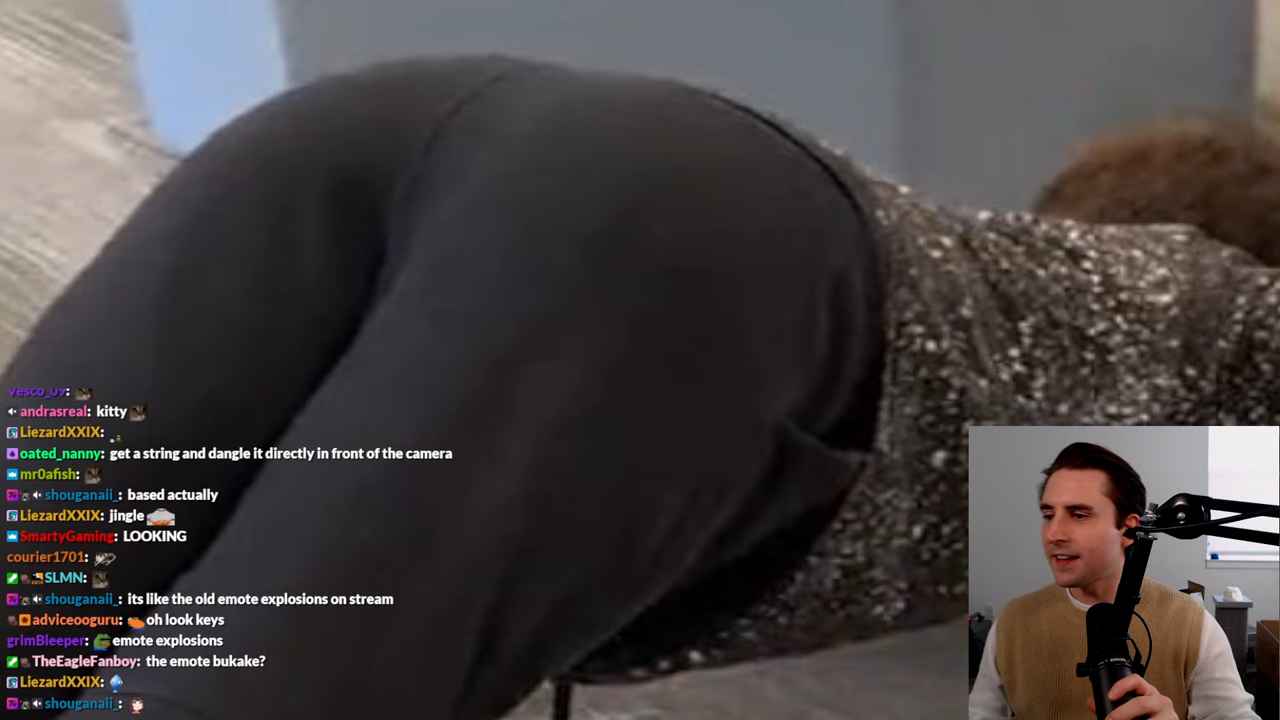 vesco_09:
andrasreal: kitty
LiezardXXIX:
oated_nanny: get a string and dangle it directly in front of the camera
mr0afish:
shouganaii_: based actually
LiezardXXIX: jingle
SmartyGaming: LOOKING
courier1701:
SLMN:
shouganaii_: its like the old emote explosions on stream
adviceooguru: oh look keys
grimBleeper: emote explosions
TheEagleFanboy: the emote bukake?
LiezardXXIX:
shouganaii_: